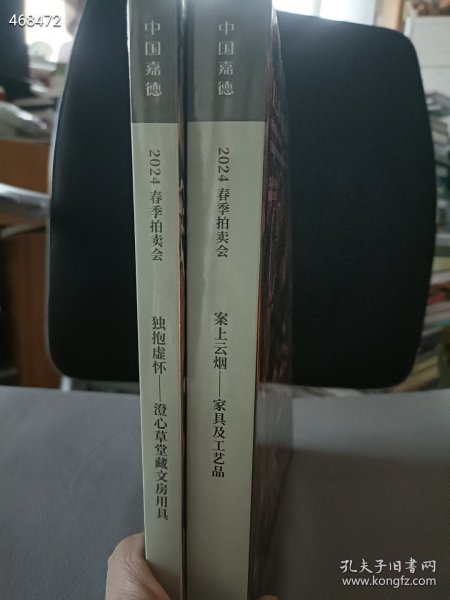 468472
中国嘉德
2024 春季拍卖会
独抱虚怀——澄心草堂藏文房用具
中国嘉德
2024 春季拍卖会
案上云烟——家具及工艺品
孔夫子旧书网
www.kongfz.com